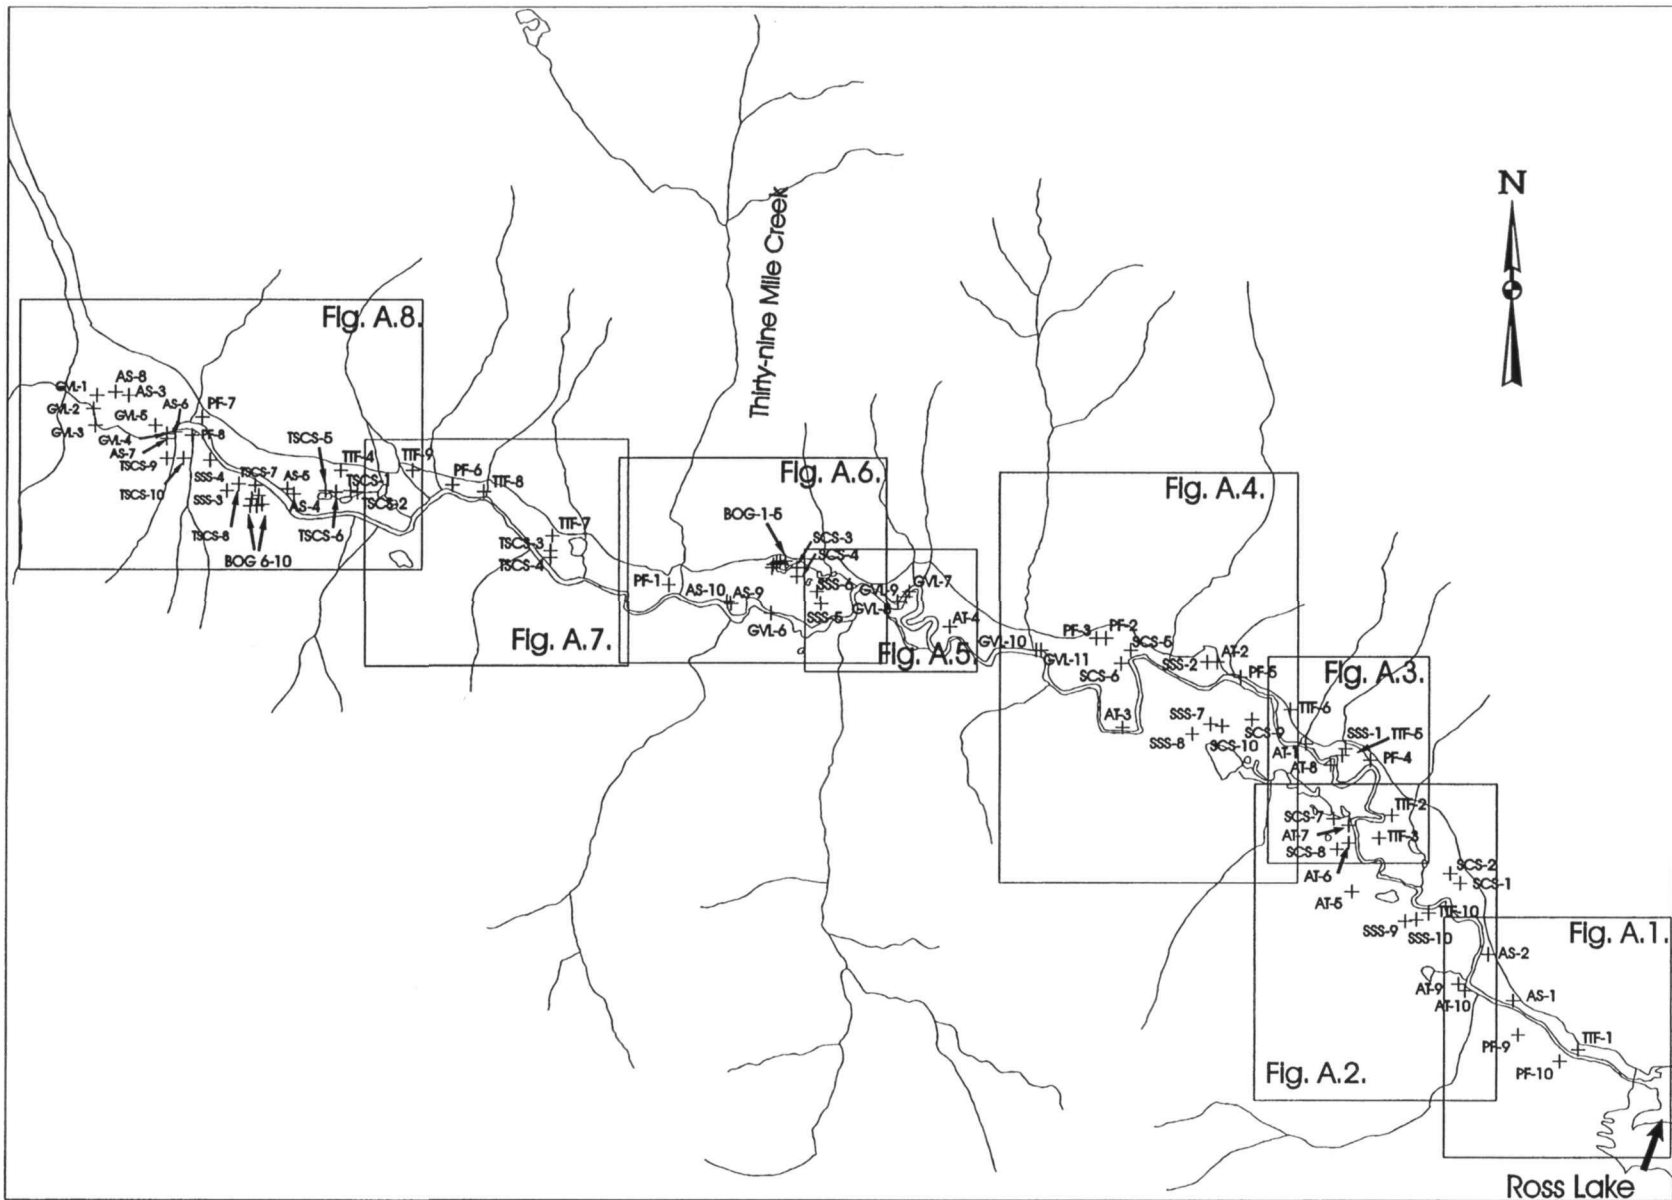 N
Thirty-nine Mile Creek
Fig. A.8.
GVL-1
AS-8
AS-3
GVL-2
AS-6
PF-7
GVL-5
GVL-3
GVL-4
PF-8
AS-7
TSCS-9
TSCS-10
SSS-4
TSCS-7
AS-5
SSS-3
AS-4
TSCS-8
BOG 6-10
TSCS-5
TTF-4
TSCS-1
TSCS-2
TSCS-6
TTF-9
PF-6
TTF-8
TTF-7
TSCS-3
TSCS-4
Fig. A.7.
Fig. A.6.
BOG-1-5
SCS-3
SCS-4
PF-1
AS-10
AS-9
SSS-6
SSS-5
GVL-6
GVL-9
GVL-7
GVL-8
AT-4
Fig. A.5.
Fig. A.4.
GVL-10
GVL-11
PF-3
PF-2
SCS-5
SCS-6
SSS-2
AT-2
PF-5
AT-3
SSS-7
SSS-8
SCS-9
SCS-10
Fig. A.3.
TTF-6
SSS-1
TTF-5
AT-1
AT-8
PF-4
TTF-2
SCS-7
AT-7
TTF-3
SCS-8
AT-6
AT-5
SCS-2
SCS-1
TTF-10
SSS-9
SSS-10
Fig. A.1.
AS-2
AT-9
AT-10
AS-1
PF-9
TTF-1
PF-10
Fig. A.2.
Ross Lake